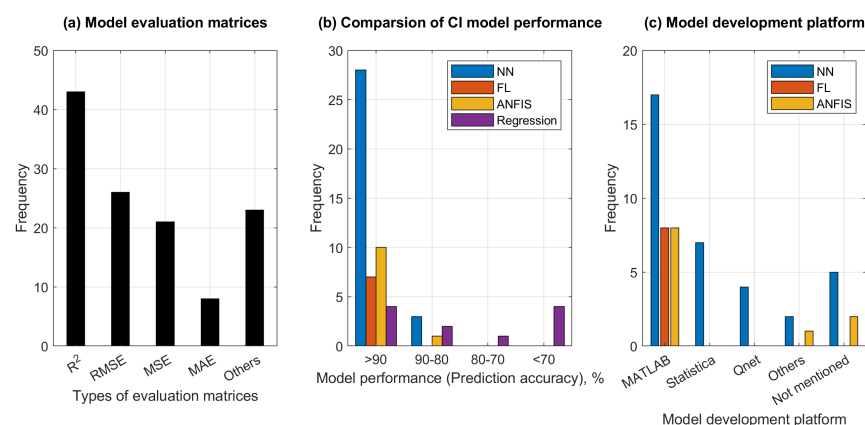 (a) Model evaluation matrices
50
40
30
20
10
0
Frequency
R²
RMSE
MSE
MAE
Others
Types of evaluation matrices
(b) Comparsion of CI model performance
30
25
20
15
10
5
0
Frequency
NN
FL
ANFIS
Regression
>90
90-80
80-70
<70
Model performance (Prediction accuracy), %
(c) Model development platform
20
15
10
5
0
Frequency
NN
FL
ANFIS
MATLAB
Statistica
Qnet
Others
Not mentioned
Model development platform